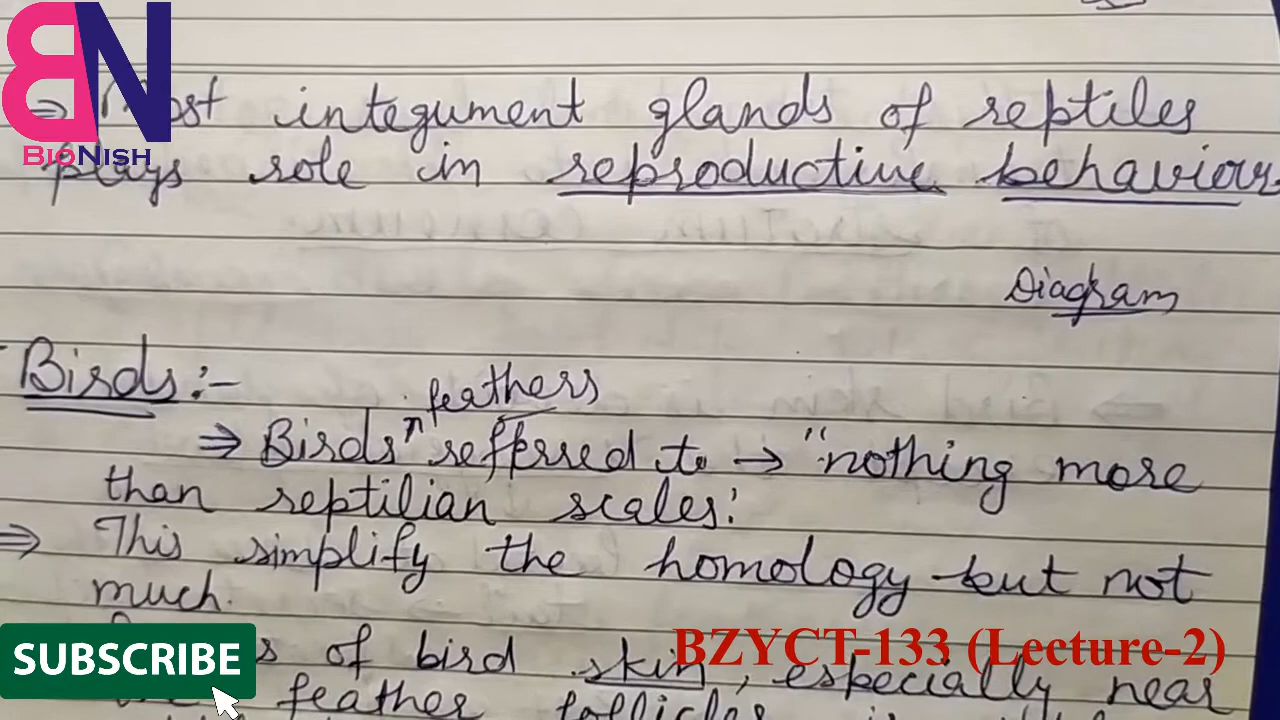 BN
BIONISH
⇒ Most integument glands of reptiles
plays role in reproductive behaviour
Diagram
Birds :-
feathers
⇒ Birds refferred to → "nothing more
than reptilian scales."
⇒ This simplify the homology but not
much.
of bird skin, especially near
feather follicles
SUBSCRIBE
BZYCT-133 (Lecture-2)